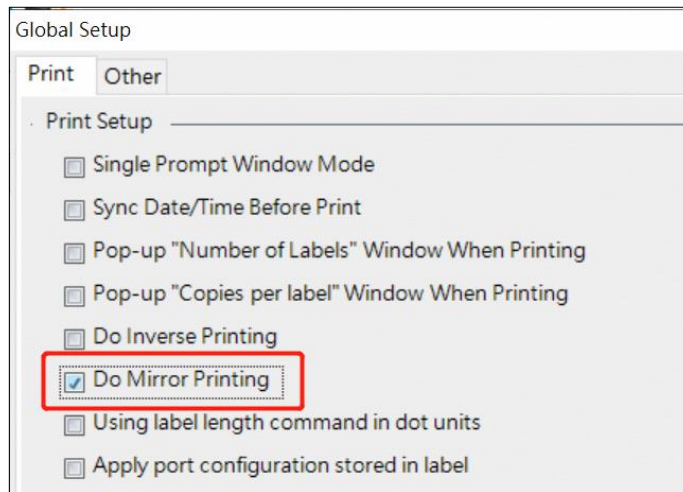 Global Setup
Print Other
Print Setup
Single Prompt Window Mode
Sync Date/Time Before Print
Pop-up "Number of Labels" Window When Printing
Pop-up "Copies per label" Window When Printing
Do Inverse Printing
Do Mirror Printing
Using label length command in dot units
Apply port configuration stored in label